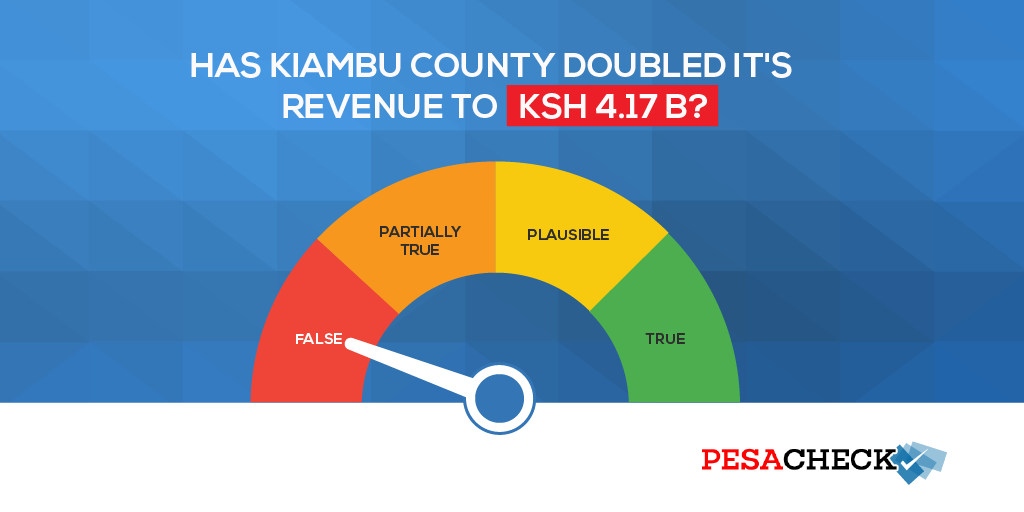 HAS KIAMBU COUNTY DOUBLED IT'S
REVENUE TO KSH 4.17 B?
PARTIALLY
TRUE
PLAUSIBLE
FALSE
TRUE
PESACHECK